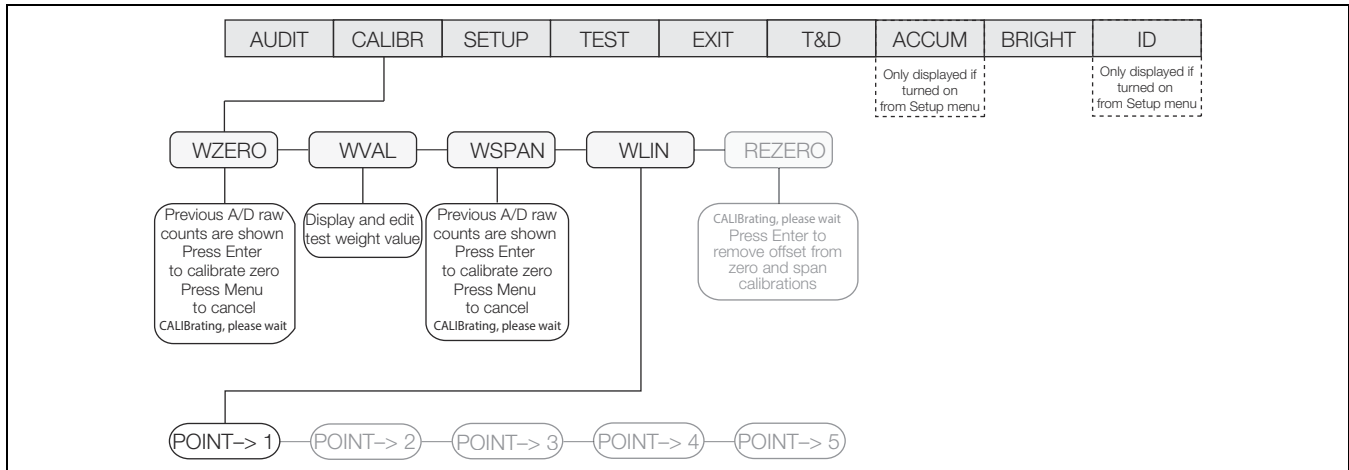 AUDIT CALIBR SETUP TEST EXIT T&D ACCUM BRIGHT ID
Only displayed if
turned on
from Setup menu
Only displayed if
turned on
from Setup menu
WZERO WVAL WSPAN WLIN REZERO
Previous A/D raw
counts are shown
Press Enter
to calibrate zero
Press Menu
to cancel
CALIBrating, please wait
Display and edit
test weight value
Previous A/D raw
counts are shown
Press Enter
to calibrate zero
Press Menu
to cancel
CALIBrating, please wait
CALIBrating, please wait
Press Enter to
remove offset from
zero and span
calibrations
POINT–> 1 POINT–> 2 POINT–> 3 POINT–> 4 POINT–> 5